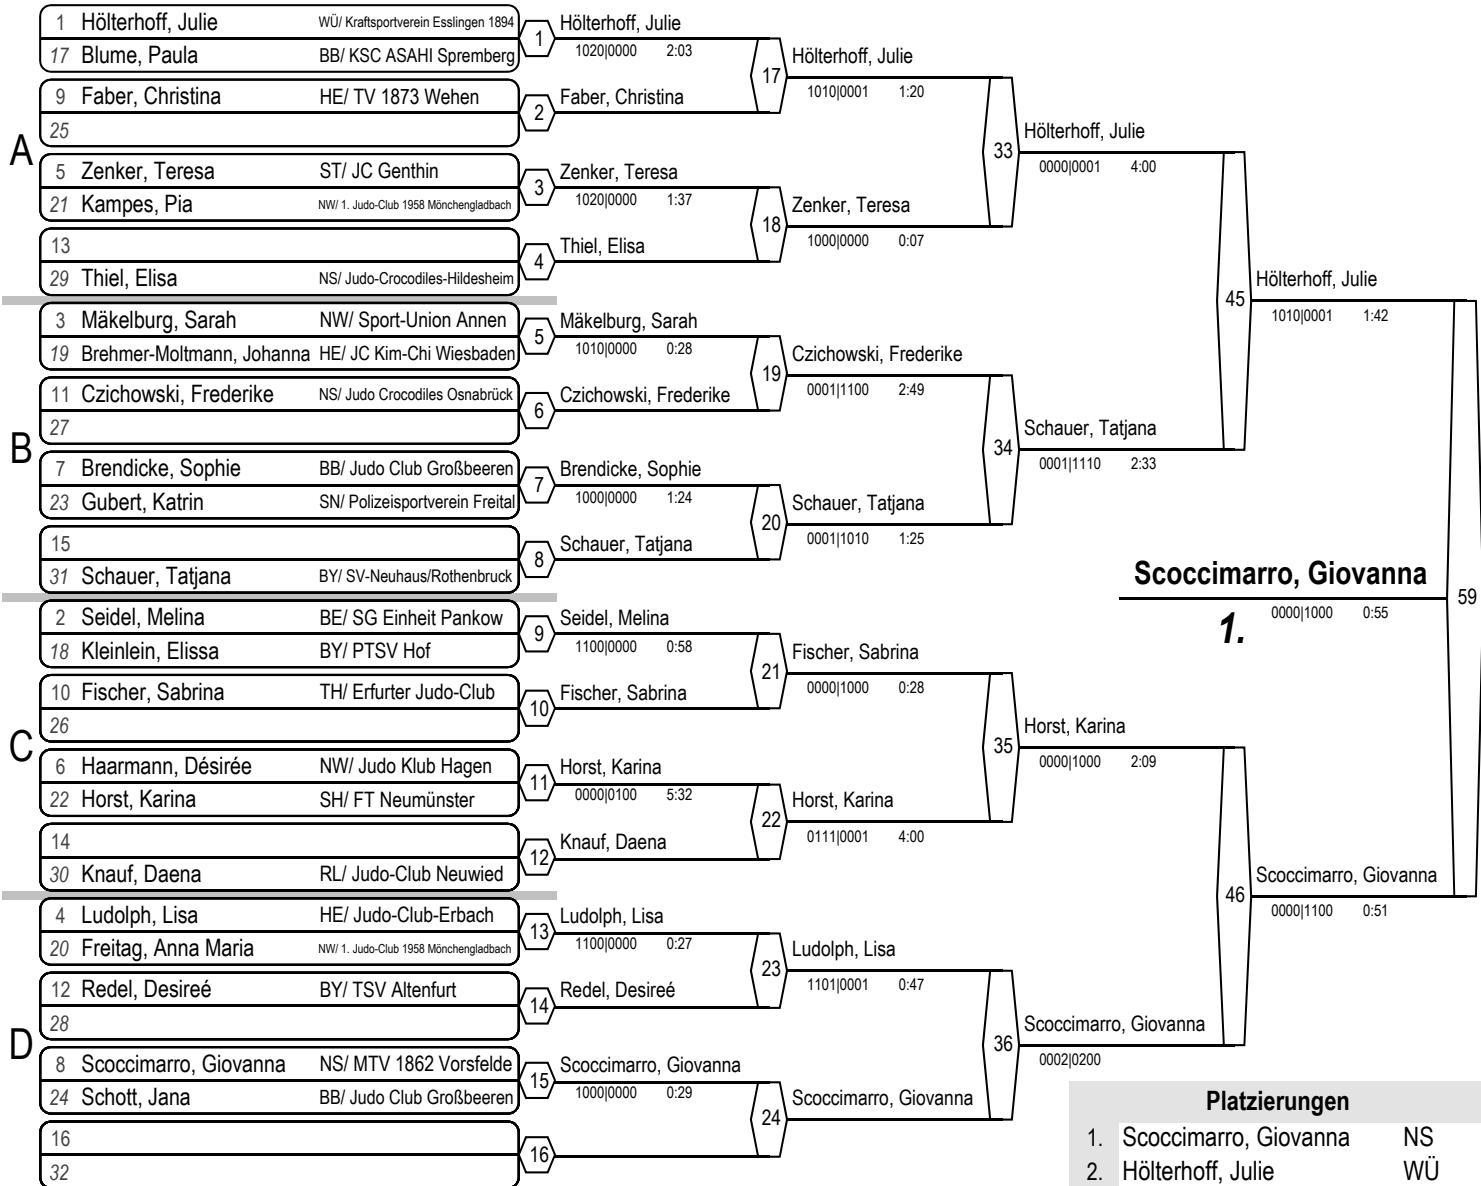 1 Hölterhoff, Julie WÜ/ Kraftsportverein Esslingen 1894
17 Blume, Paula BB/ KSC ASAHI Spremberg
9 Faber, Christina HE/ TV 1873 Wehen
25
A
5 Zenker, Teresa ST/ JC Genthin
21 Kampes, Pia NW/ 1. Judo-Club 1958 Mönchengladbach
13
29 Thiel, Elisa NS/ Judo-Crocodiles-Hildesheim
3 Mäkelburg, Sarah NW/ Sport-Union Annen
19 Brehmer-Moltmann, Johanna HE/ JC Kim-Chi Wiesbaden
11 Czichowski, Frederike NS/ Judo Crocodiles Osnabrück
27
B
7 Brendicke, Sophie BB/ Judo Club Großbeeren
23 Gubert, Katrin SN/ Polizeisportverein Freital
15
31 Schauer, Tatjana BY/ SV-Neuhaus/Rothenbruck
2 Seidel, Melina BE/ SG Einheit Pankow
18 Kleinlein, Elissa BY/ PTSV Hof
10 Fischer, Sabrina TH/ Erfurter Judo-Club
26
C
6 Haarmann, Désirée NW/ Judo Klub Hagen
22 Horst, Karina SH/ FT Neumünster
14
30 Knauf, Daena RL/ Judo-Club Neuwied
4 Ludolph, Lisa HE/ Judo-Club-Erbach
20 Freitag, Anna Maria NW/ 1. Judo-Club 1958 Mönchengladbach
12 Redel, Desireé BY/ TSV Altenfurt
28
D
8 Scoccimarro, Giovanna NS/ MTV 1862 Vorsfelde
24 Schott, Jana BB/ Judo Club Großbeeren
16
32
1 Hölterhoff, Julie
1020|0000 2:03
2 Faber, Christina
3 Zenker, Teresa
1020|0000 1:37
4 Thiel, Elisa
5 Mäkelburg, Sarah
1010|0000 0:28
6 Czichowski, Frederike
7 Brendicke, Sophie
1000|0000 1:24
8 Schauer, Tatjana
9 Seidel, Melina
1100|0000 0:58
10 Fischer, Sabrina
11 Horst, Karina
0000|0100 5:32
12 Knauf, Daena
13 Ludolph, Lisa
1100|0000 0:27
14 Redel, Desireé
15 Scoccimarro, Giovanna
1000|0000 0:29
16
17 Hölterhoff, Julie
1010|0001 1:20
18 Zenker, Teresa
1000|0000 0:07
19 Czichowski, Frederike
0001|1100 2:49
20 Schauer, Tatjana
0001|1010 1:25
21 Fischer, Sabrina
0000|1000 0:28
22 Horst, Karina
0111|0001 4:00
23 Ludolph, Lisa
1101|0001 0:47
24 Scoccimarro, Giovanna
33 Hölterhoff, Julie
0000|0001 4:00
34 Schauer, Tatjana
0001|1110 2:33
35 Horst, Karina
0000|1000 2:09
36 Scoccimarro, Giovanna
0002|0200
45 Hölterhoff, Julie
1010|0001 1:42
46 Scoccimarro, Giovanna
0000|1100 0:51
59
Scoccimarro, Giovanna
1. 0000|1000 0:55
Platzierungen
1. Scoccimarro, Giovanna NS
2. Hölterhoff, Julie WÜ